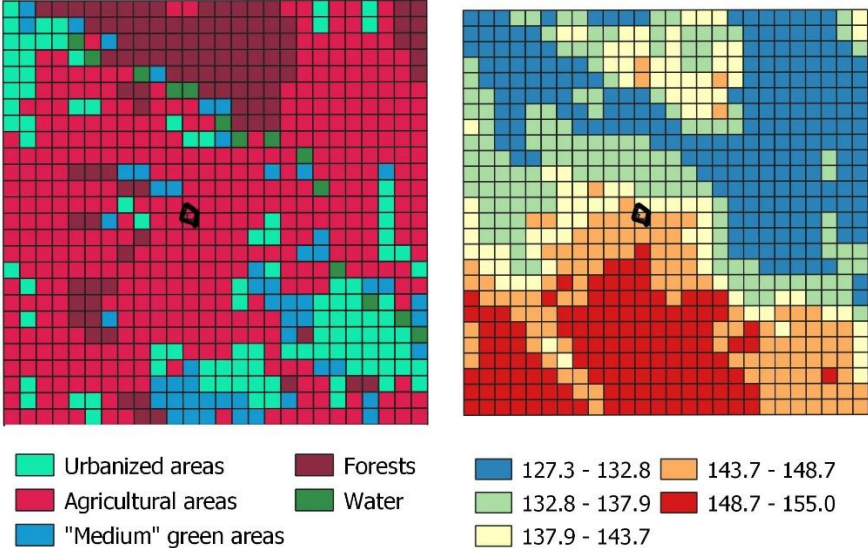 Urbanized areas
Forests
Agricultural areas
Water
"Medium" green areas
127.3 - 132.8
143.7 - 148.7
132.8 - 137.9
148.7 - 155.0
137.9 - 143.7